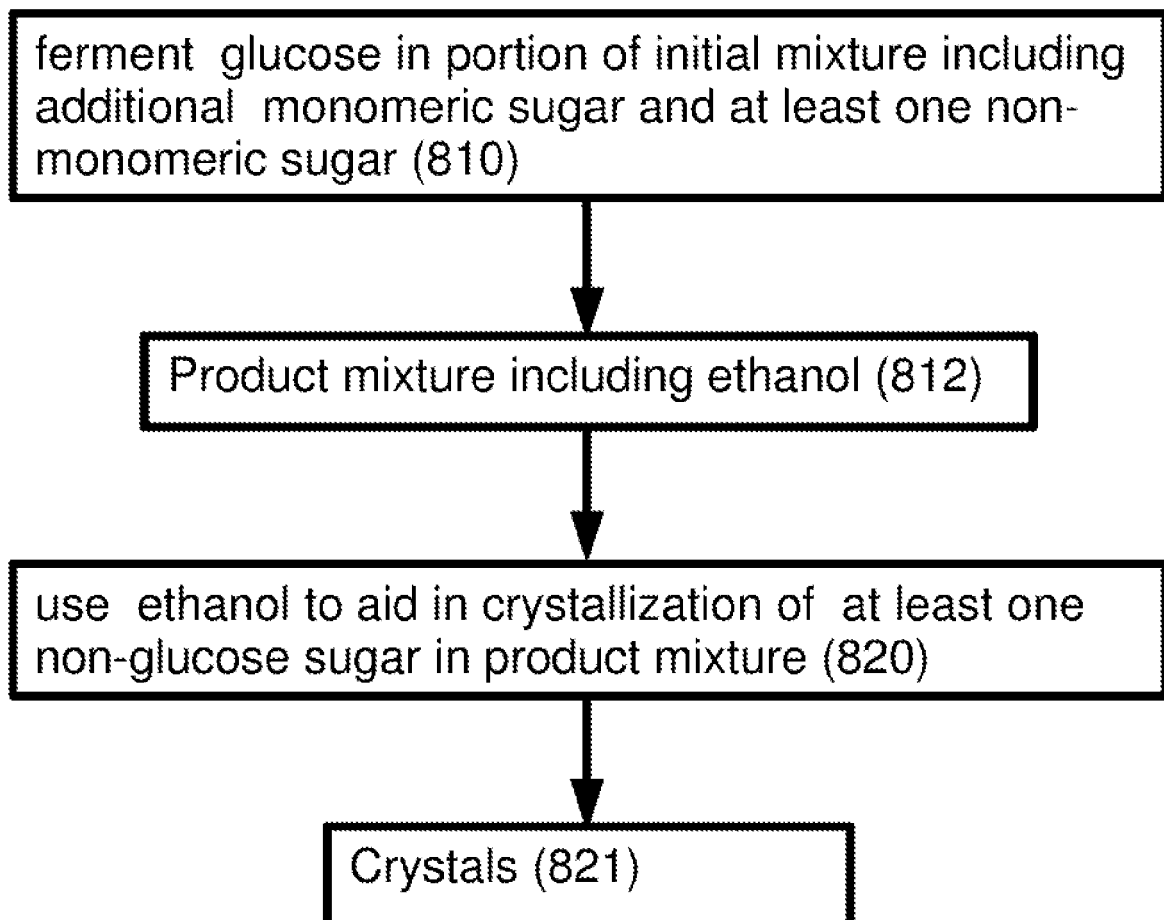 ferment glucose in portion of initial mixture including
additional monomeric sugar and at least one non-
monomeric sugar (810)
Product mixture including ethanol (812)
use ethanol to aid in crystallization of at least one
non-glucose sugar in product mixture (820)
Crystals (821)